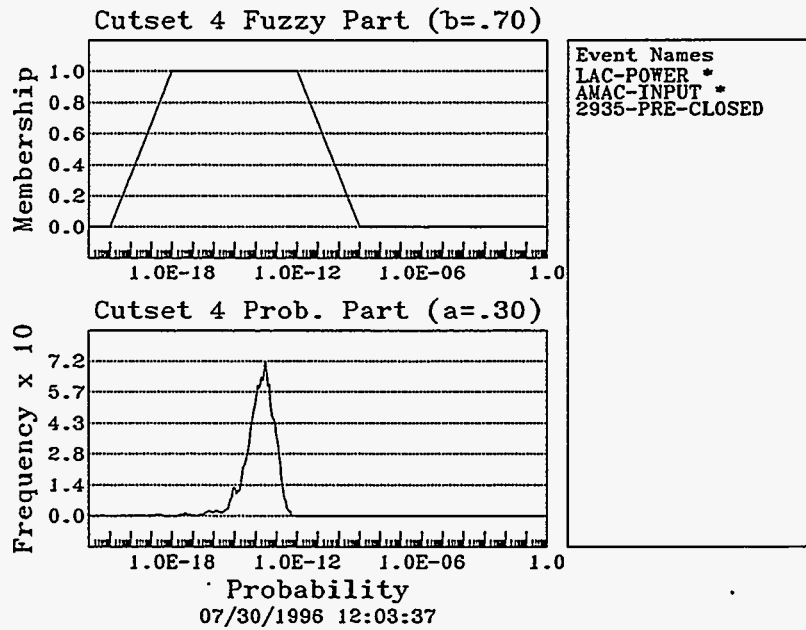 Cutset 4 Fuzzy Part (b=.70)
Membership
1.0
0.8
0.6
0.4
0.2
0.0
1.0E-18 1.0E-12 1.0E-06 1.0
Event Names
LAC-POWER *
AMAC-INPUT *
2935-PRE-CLOSED
Cutset 4 Prob. Part (a=.30)
Frequency x 10
7.2
5.7
4.3
2.8
1.4
0.0
1.0E-18 1.0E-12 1.0E-06 1.0
Probability
07/30/1996 12:03:37